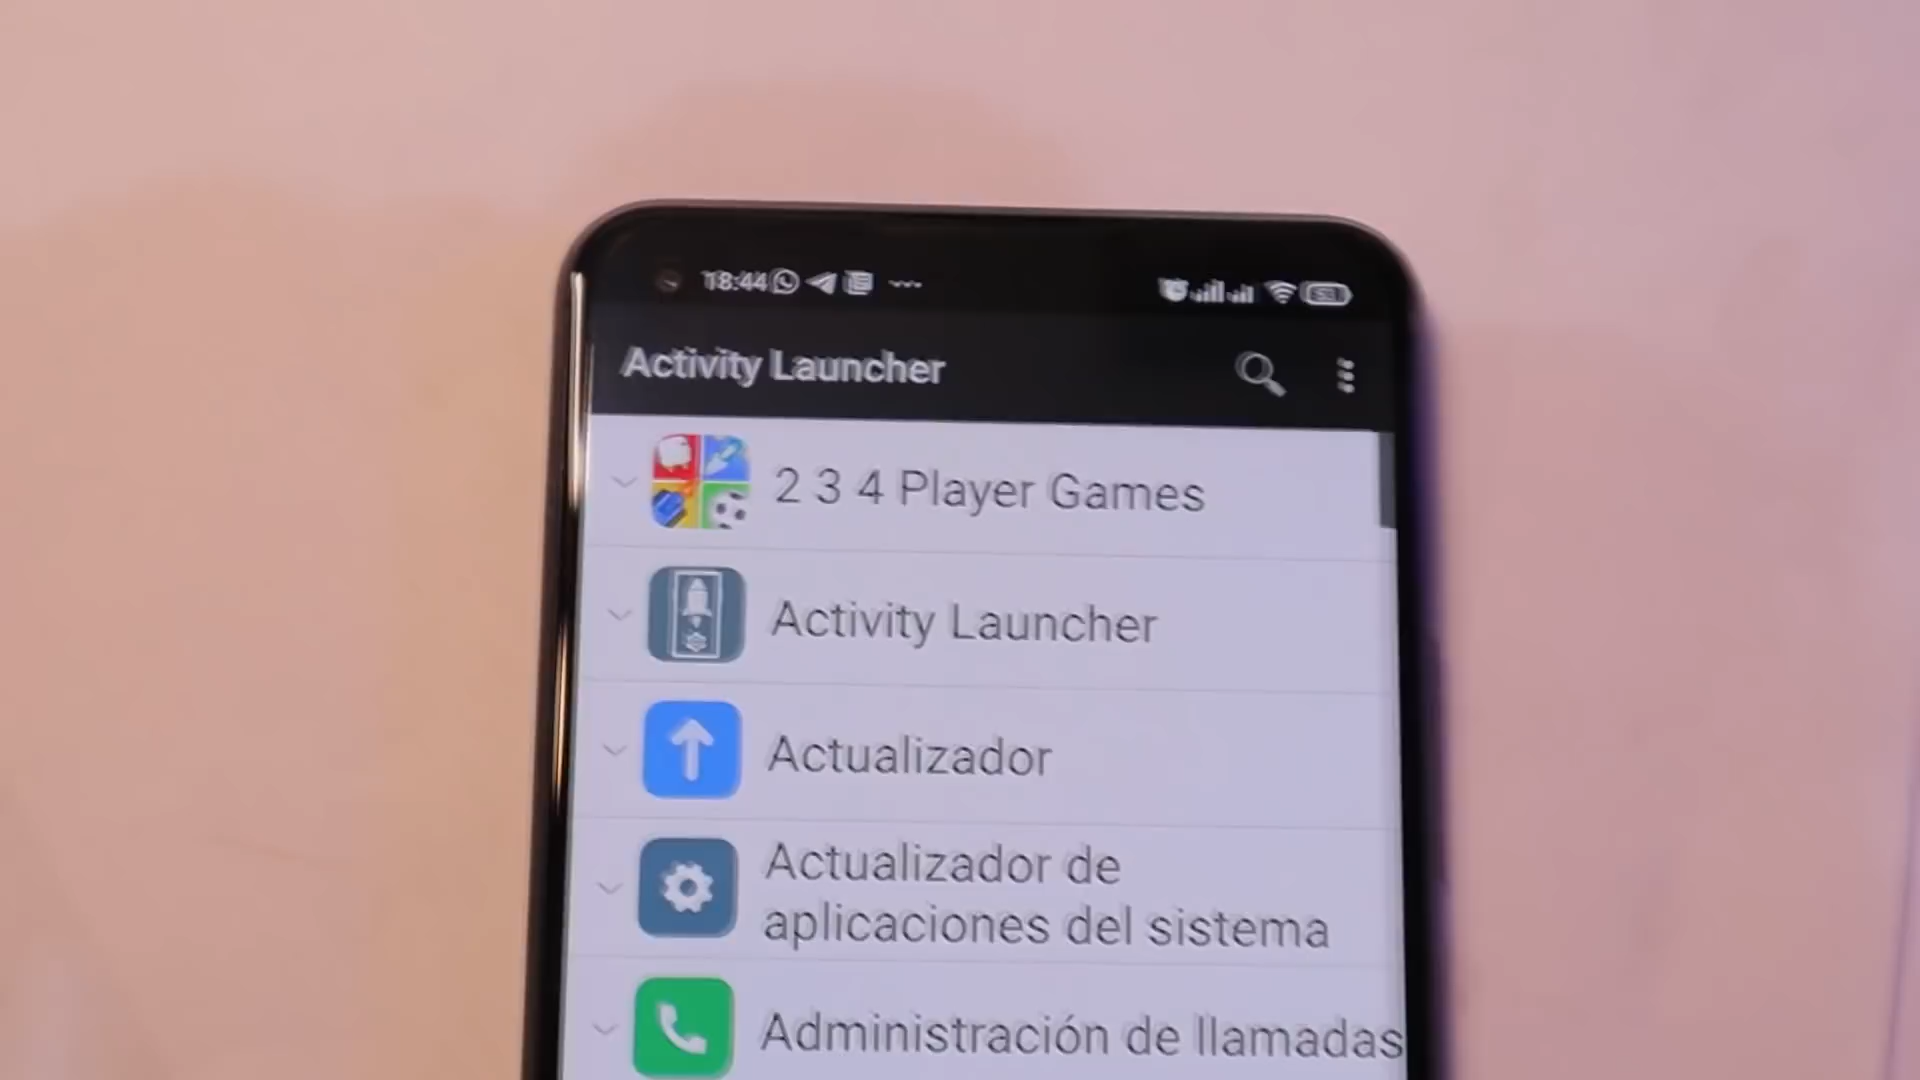 18:44
Activity Launcher
2 3 4 Player Games
Activity Launcher
Actualizador
Actualizador de
aplicaciones del sistema
Administración de llamadas